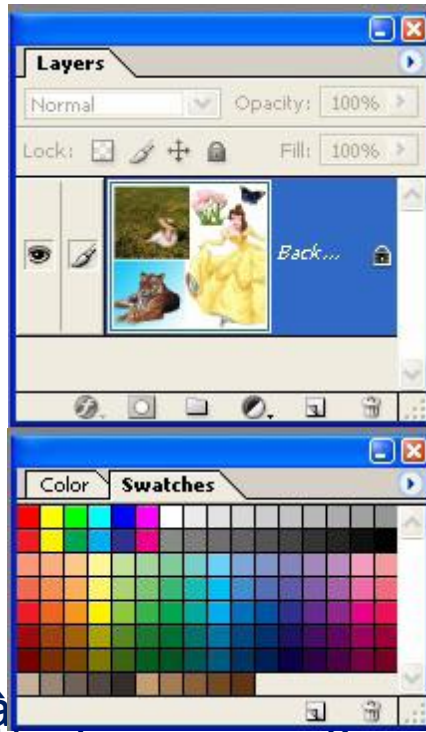 Layers
Normal Opacity: 100%
Lock: Fill: 100%
Back...
Color Swatches
â